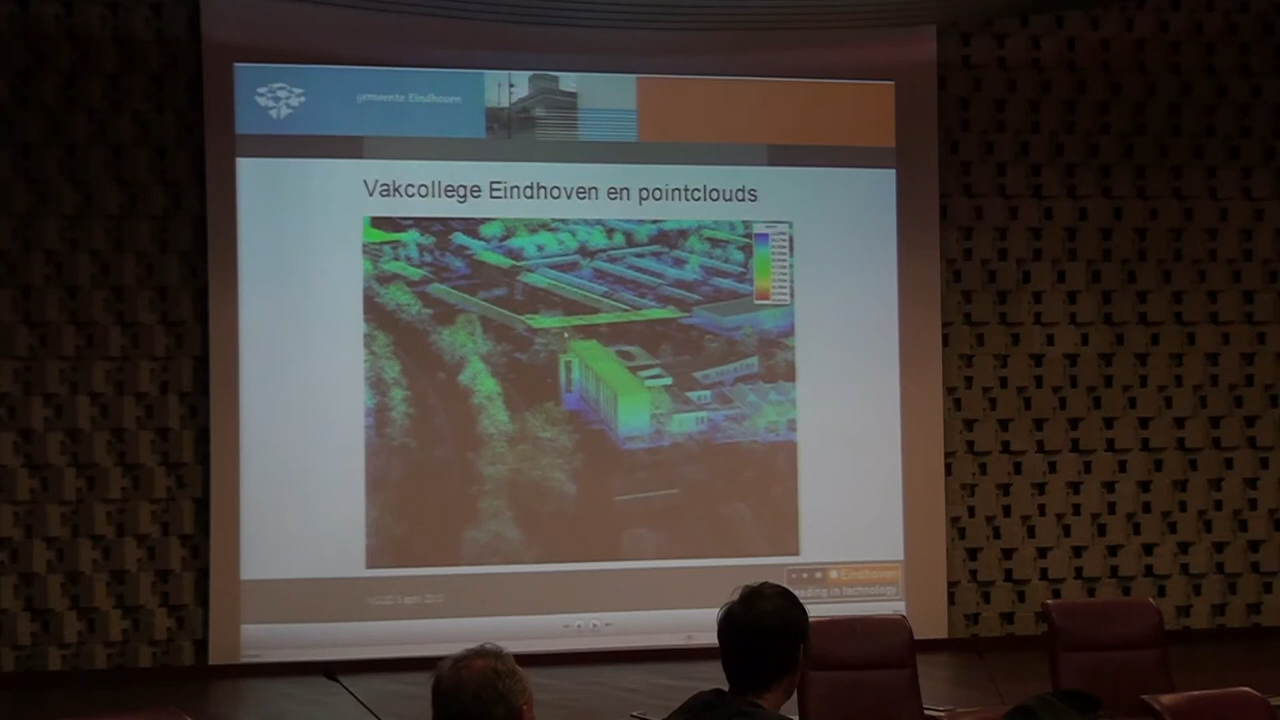 gemeente Eindhoven
Vakcollege Eindhoven en pointclouds
Eindhoven
leading in technology